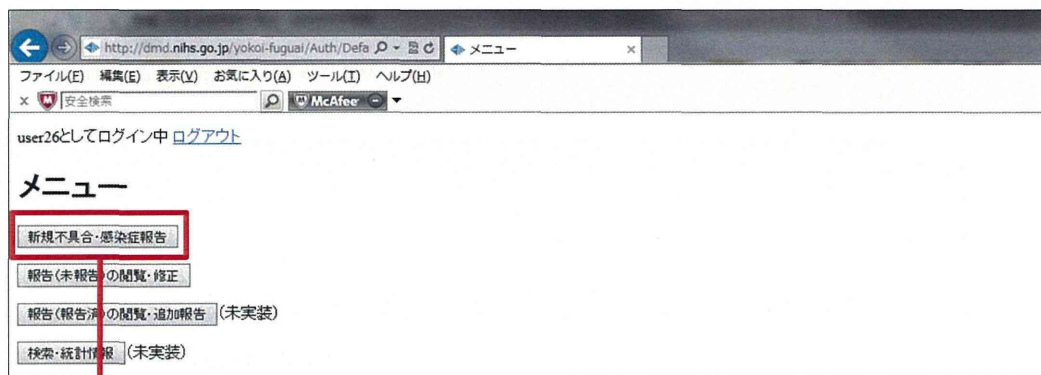 http://dmd.nihs.go.jp/yokoi-fuguai/Auth/Defa
メニュー
ファイル(F) 編集(E) 表示(V) お気に入り(A) ツール(T) ヘルプ(H)
安全検索 McAfee
user26としてログイン中 ログアウト
メニュー
新規不具合・感染症報告
報告(未報告)の閲覧・修正
報告(報告済)の閲覧・追加報告 (未実装)
検索・統計情報 (未実装)